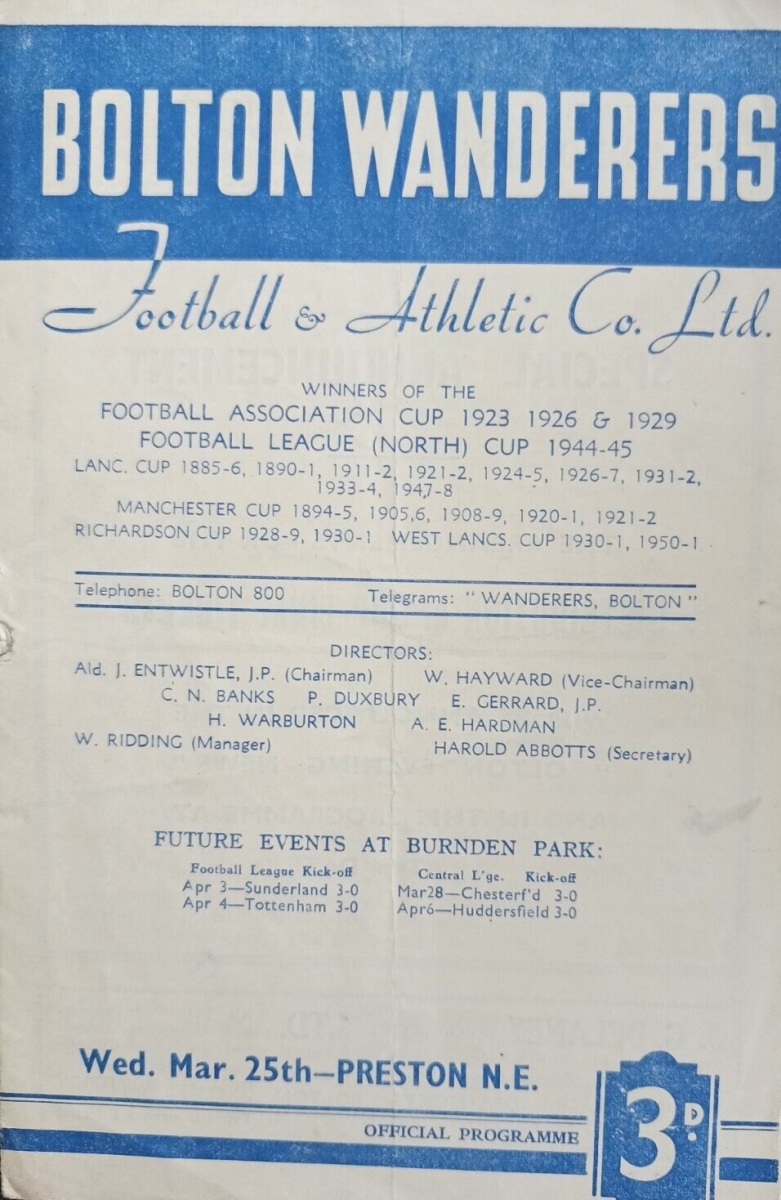 BOLTON WANDERERS
Football & Athletic Co. Ltd.
WINNERS OF THE
FOOTBALL ASSOCIATION CUP 1923 1926 & 1929
FOOTBALL LEAGUE (NORTH) CUP 1944-45
LANC. CUP 1885-6, 1890-1, 1911-2, 1921-2, 1924-5, 1926-7, 1931-2,
1933-4, 1947-8
MANCHESTER CUP 1894-5, 1905,6, 1908-9, 1920-1, 1921-2
RICHARDSON CUP 1928-9, 1930-1 WEST LANCS. CUP 1930-1, 1950-1
Telephone: BOLTON 800 Telegrams: "WANDERERS, BOLTON"
DIRECTORS:
Ald. J. ENTWISTLE, J.P. (Chairman) W. HAYWARD (Vice-Chairman)
C. N. BANKS P. DUXBURY E. GERRARD, J.P.
H. WARBURTON A. E. HARDMAN
W. RIDDING (Manager) HAROLD ABBOTTS (Secretary)
FUTURE EVENTS AT BURNDEN PARK:
Football League Kick-off Central L'ge. Kick-off
Apr 3—Sunderland 3-0 Mar28—Chesterf'd 3-0
Apr 4—Tottenham 3-0 Apr6—Huddersfield 3-0
Wed. Mar. 25th—PRESTON N.E.
OFFICIAL PROGRAMME
3D.